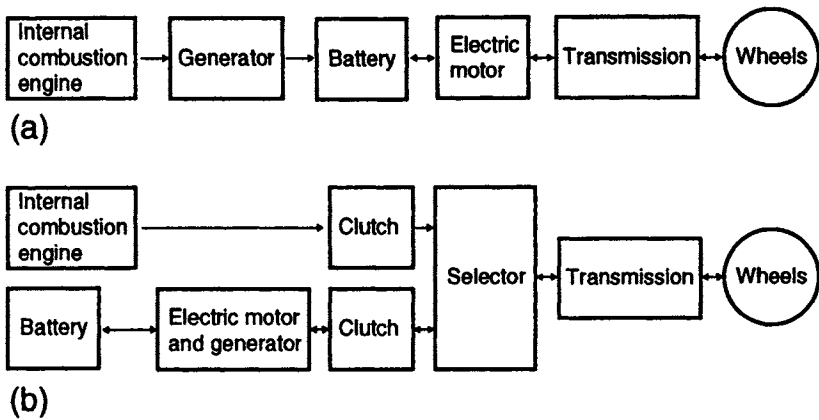 Internal
combustion
engine
Generator
Battery
Electric
motor
Transmission
Wheels
(a)
Internal
combustion
engine
Clutch
Selector
Transmission
Wheels
Battery
Electric motor
and generator
Clutch
(b)